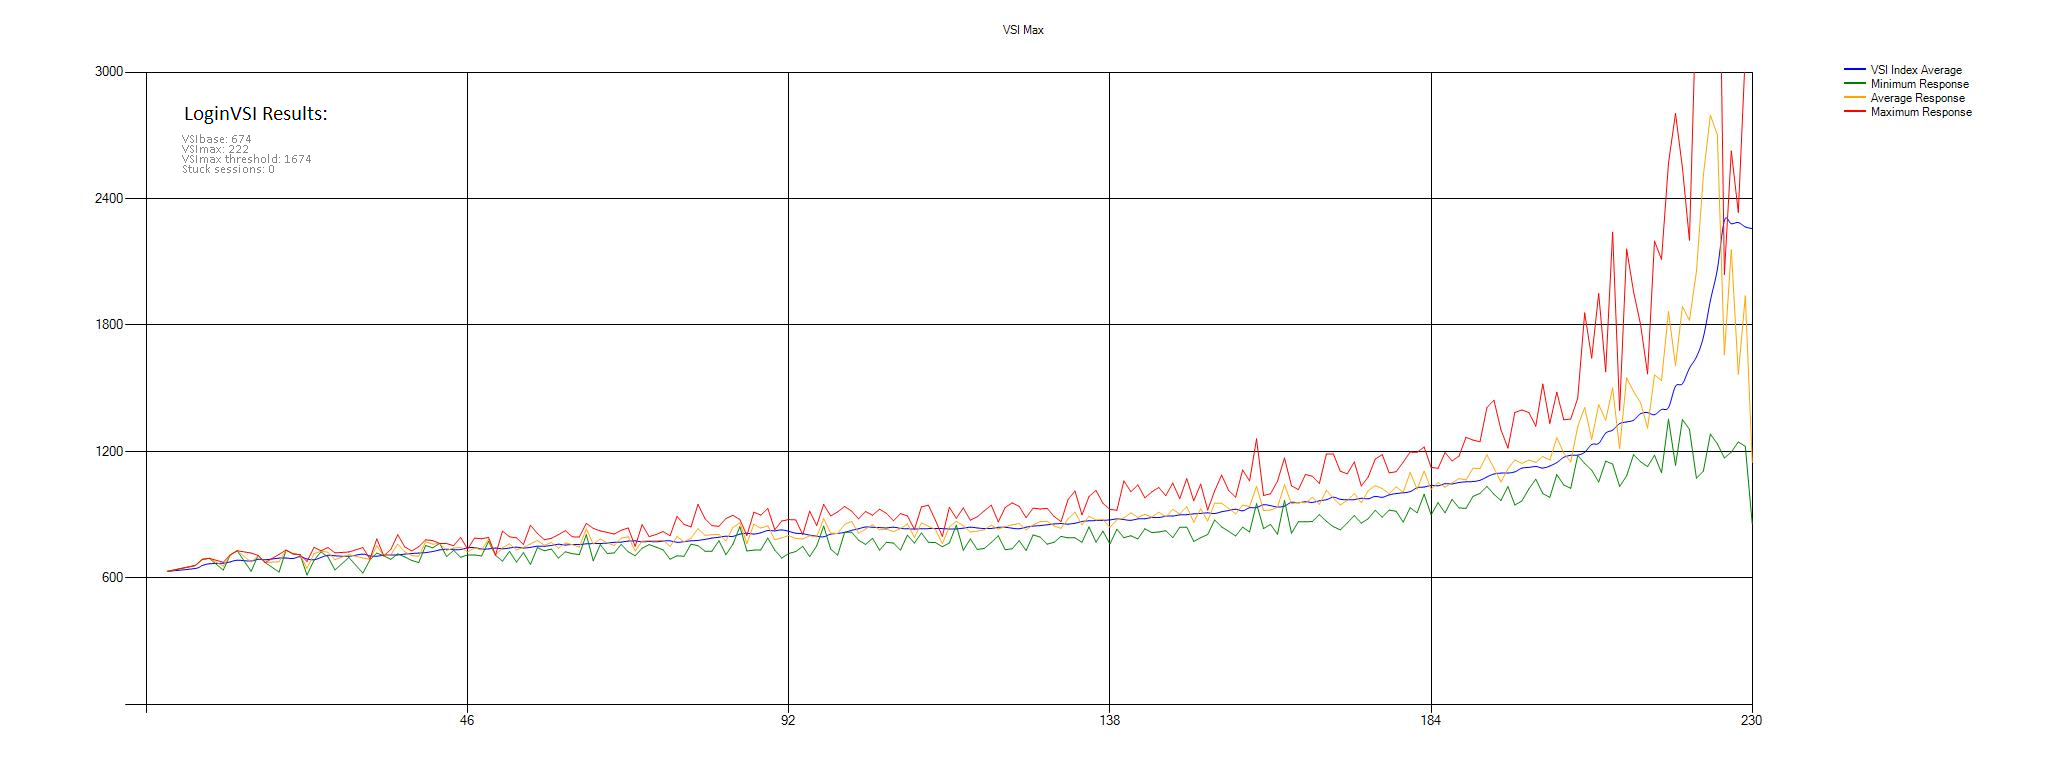 VSI Max
3000
2400
1800
1200
600
LoginVSI Results:
VSIbase: 674
VSImax: 222
VSImax threshold: 1674
Stuck sessions: 0
VSI Index Average
Minimum Response
Average Response
Maximum Response
46
92
138
184
230